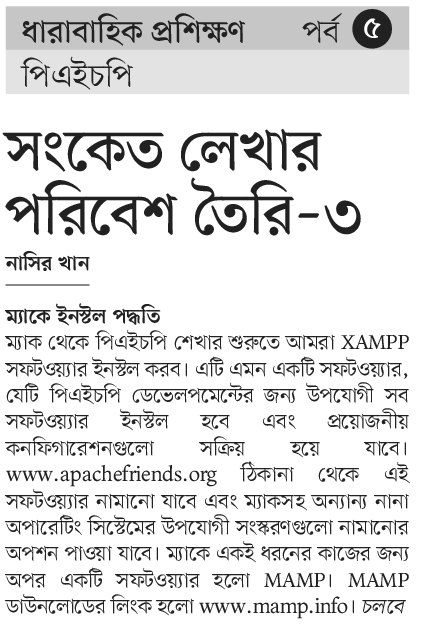 ধারাবাহিক প্রশিক্ষণ পর্ব ৫
পিএইচপি
সংকেত লেখার
পরিবেশ তৈরি-৩
নাসির খান
ম্যাকে ইনস্টল পদ্ধতি
ম্যাক থেকে পিএইচপি শেখার শুরুতে আমরা XAMPP
সফটওয়্যার ইনস্টল করব। এটি এমন একটি সফটওয়্যার,
যেটি পিএইচপি ডেভেলপমেন্টের জন্য উপযোগী সব
সফটওয়্যার ইনস্টল হবে এবং প্রয়োজনীয়
কনফিগারেশনগুলো সক্রিয় হয়ে যাবে।
www.apachefriends.org ঠিকানা থেকে এই
সফটওয়্যার নামানো যাবে এবং ম্যাকসহ অন্যান্য নানা
অপারেটিং সিস্টেমের উপযোগী সংস্করণগুলো নামানোর
অপশন পাওয়া যাবে। ম্যাকে একই ধরনের কাজের জন্য
অপর একটি সফটওয়্যার হলো MAMP। MAMP
ডাউনলোডের লিংক হলো www.mamp.info। চলবে